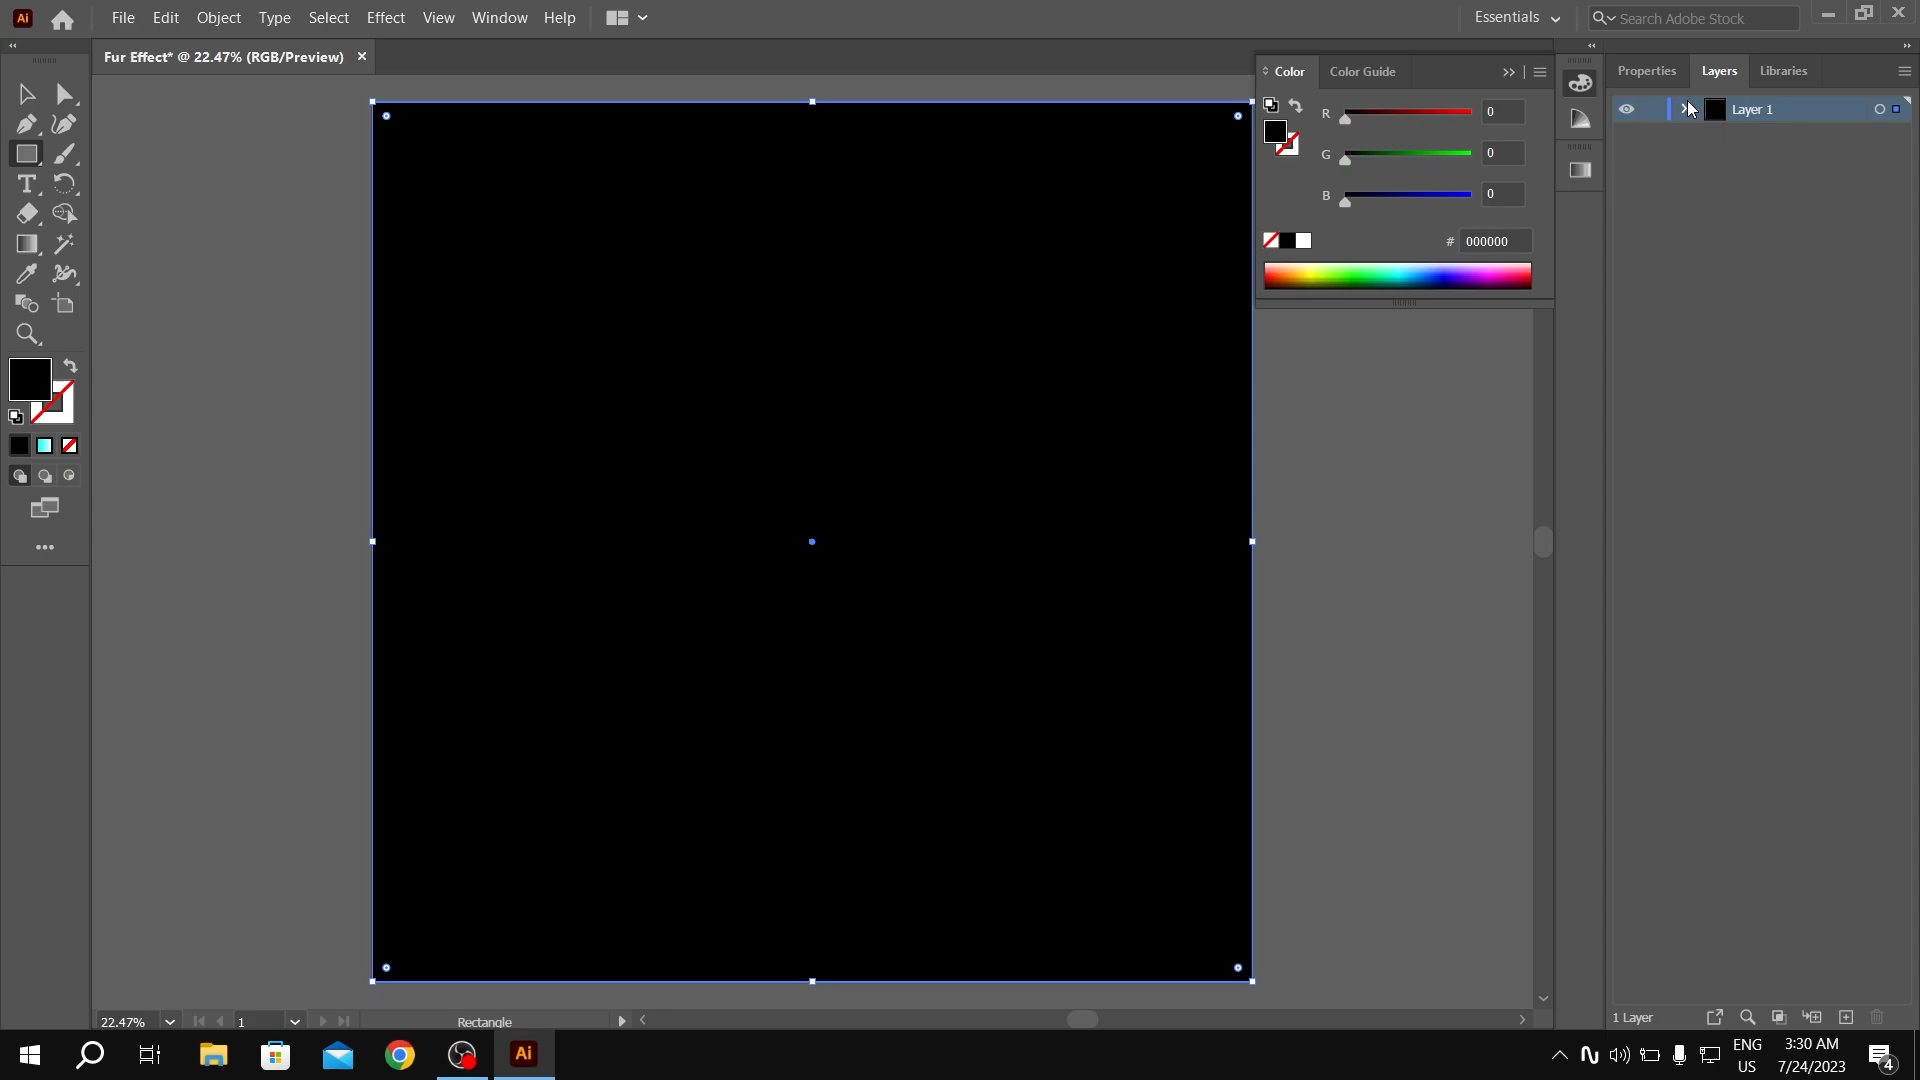 Ai File Edit Object Type Select Effect View Window Help Essentials Search Adobe Stock
Fur Effect* @ 22.47% (RGB/Preview)
Color Color Guide
R 0
G 0
B 0
# 000000
Properties Layers Libraries
Layer 1
1 Layer
22.47% 1 Rectangle
Ai
ENG
US
3:30 AM
7/24/2023
4